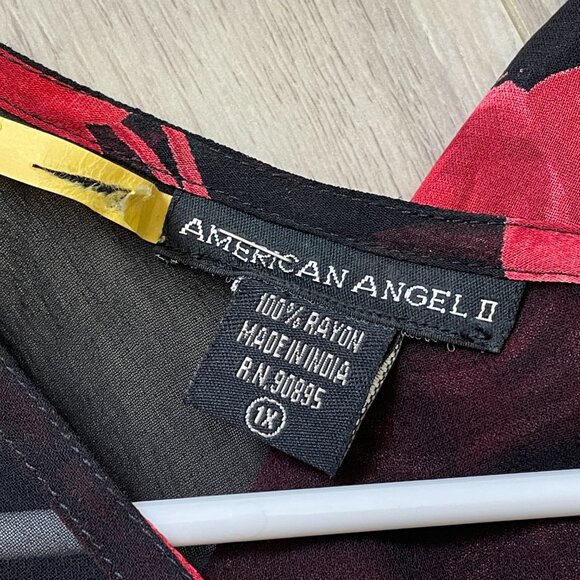 AMERICAN ANGEL II
100% RAYON
MADE IN INDIA
R.N. 90895
1X